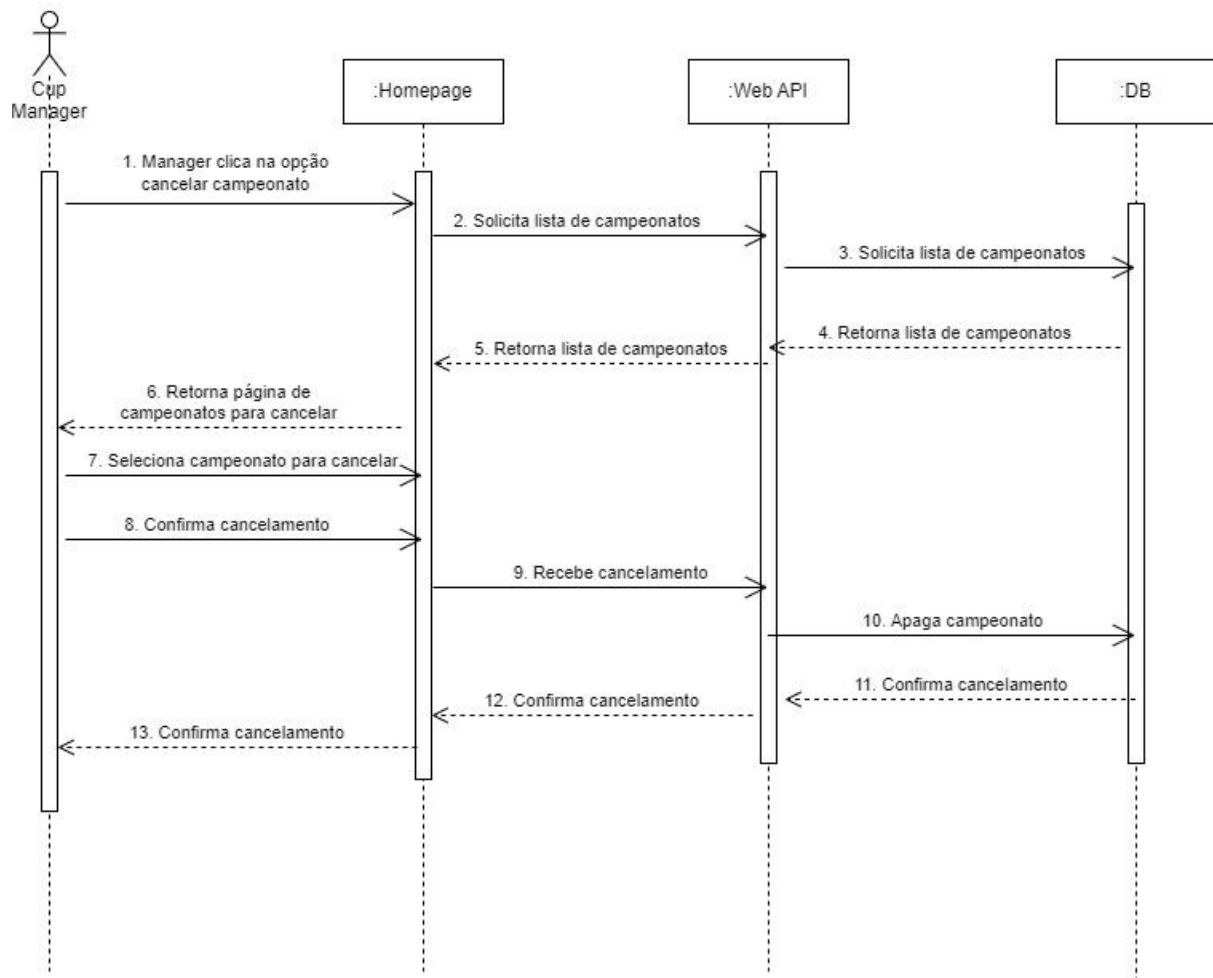 Cup
Manager
:Homepage
:Web API
:DB
1. Manager clica na opção
cancelar campeonato
2. Solicita lista de campeonatos
3. Solicita lista de campeonatos
4. Retorna lista de campeonatos
5. Retorna lista de campeonatos
6. Retorna página de
campeonatos para cancelar
7. Seleciona campeonato para cancelar
8. Confirma cancelamento
9. Recebe cancelamento
10. Apaga campeonato
11. Confirma cancelamento
12. Confirma cancelamento
13. Confirma cancelamento